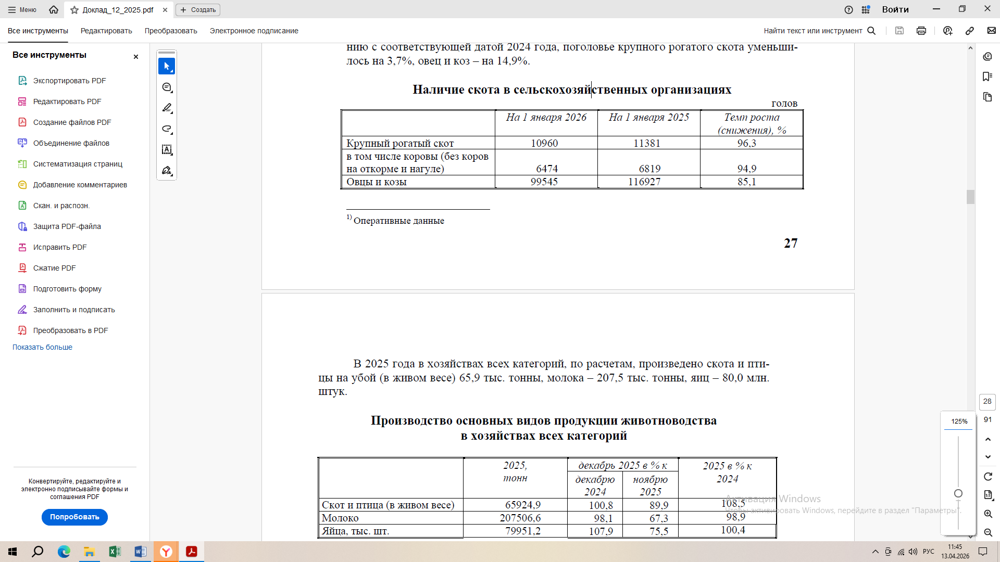 Меню
Доклад_12_2025.pdf
Создать
Войти
Все инструменты
Редактировать
Преобразовать
Электронное подписание
Найти текст или инструмент
Все инструменты
Экспортировать PDF
Редактировать PDF
Создание файлов PDF
Объединение файлов
Систематизация страниц
Добавление комментариев
Скан. и распозн.
Защита PDF-файла
Исправить PDF
Сжатие PDF
Подготовить форму
Заполнить и подписать
Преобразовать в PDF
Показать больше
Конвертируйте, редактируйте и
электронно подписывайте формы и
соглашения PDF
Попробовать
нию с соответствующей датой 2024 года, поголовье крупного рогатого скота уменьши-
лось на 3,7%, овец и коз – на 14,9%.
Наличие скота в сельскохозяйственных организациях
голов
На 1 января 2026 На 1 января 2025 Темп роста
(снижения), %
Крупный рогатый скот 10960 11381 96,3
в том числе коровы (без коров
на откорме и нагуле) 6474 6819 94,9
Овцы и козы 99545 116927 85,1
1) Оперативные данные
27
В 2025 года в хозяйствах всех категорий, по расчетам, произведено скота и пти-
цы на убой (в живом весе) 65,9 тыс. тонны, молока – 207,5 тыс. тонны, яиц – 80,0 млн.
штук.
Производство основных видов продукции животноводства
в хозяйствах всех категорий
2025, декабрь 2025 в % к 2025 в % к
тонн декабрю ноябрю 2024
2024 2025
Скот и птица (в живом весе) 65924,9 100,8 89,9 108,5
Молоко 207506,6 98,1 67,3 98,9
Яйца, тыс. шт. 79951,2 107,9 75,5 100,4
Активация Windows
Чтобы активировать Windows, перейдите в раздел "Параметры".
28
91
125%
1:1
РУС
11:45
13.04.2026